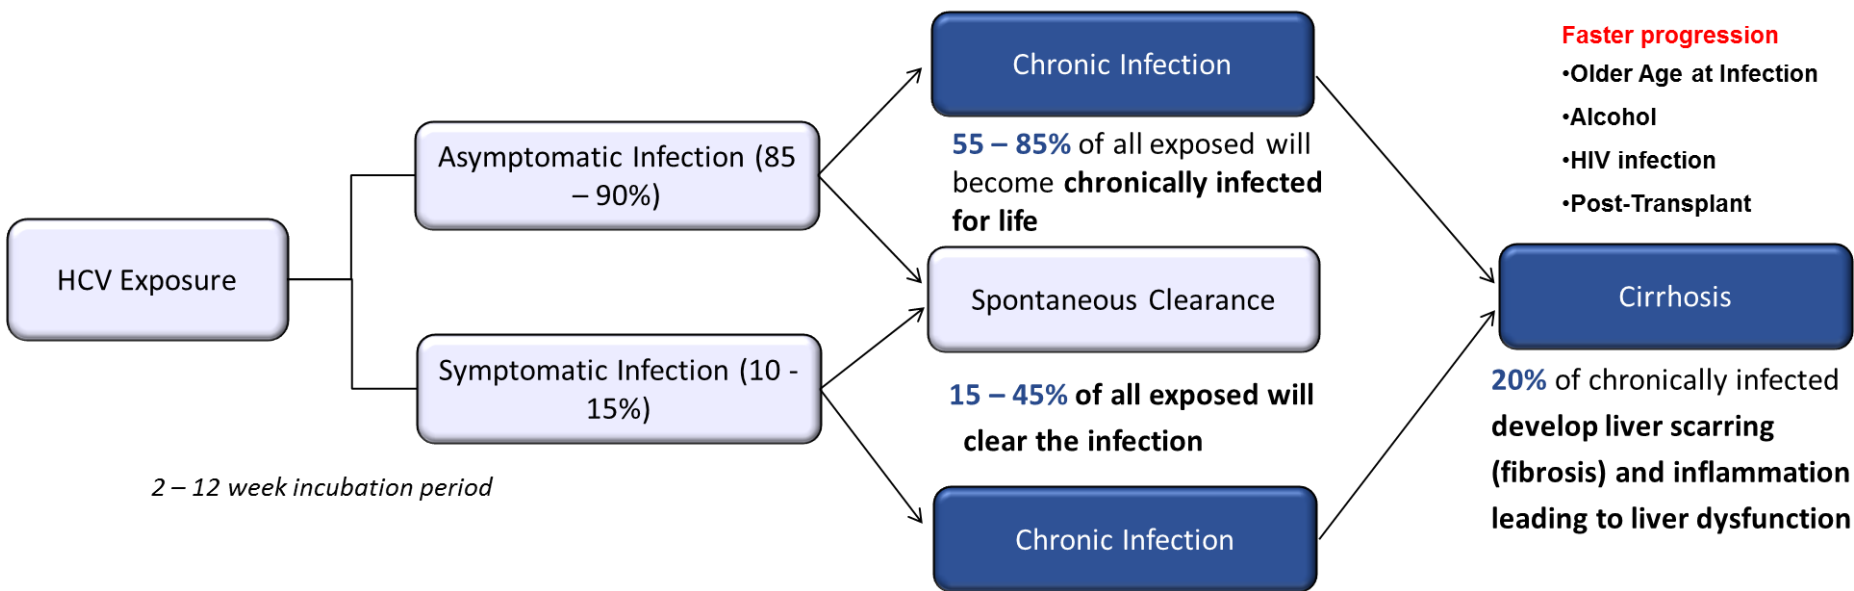 HCV Exposure
Asymptomatic Infection (85
– 90%)
Symptomatic Infection (10 -
15%)
2 – 12 week incubation period
Chronic Infection
55 – 85% of all exposed will
become chronically infected
for life
Spontaneous Clearance
15 – 45% of all exposed will
clear the infection
Chronic Infection
Faster progression
•Older Age at Infection
•Alcohol
•HIV infection
•Post-Transplant
Cirrhosis
20% of chronically infected
develop liver scarring
(fibrosis) and inflammation
leading to liver dysfunction